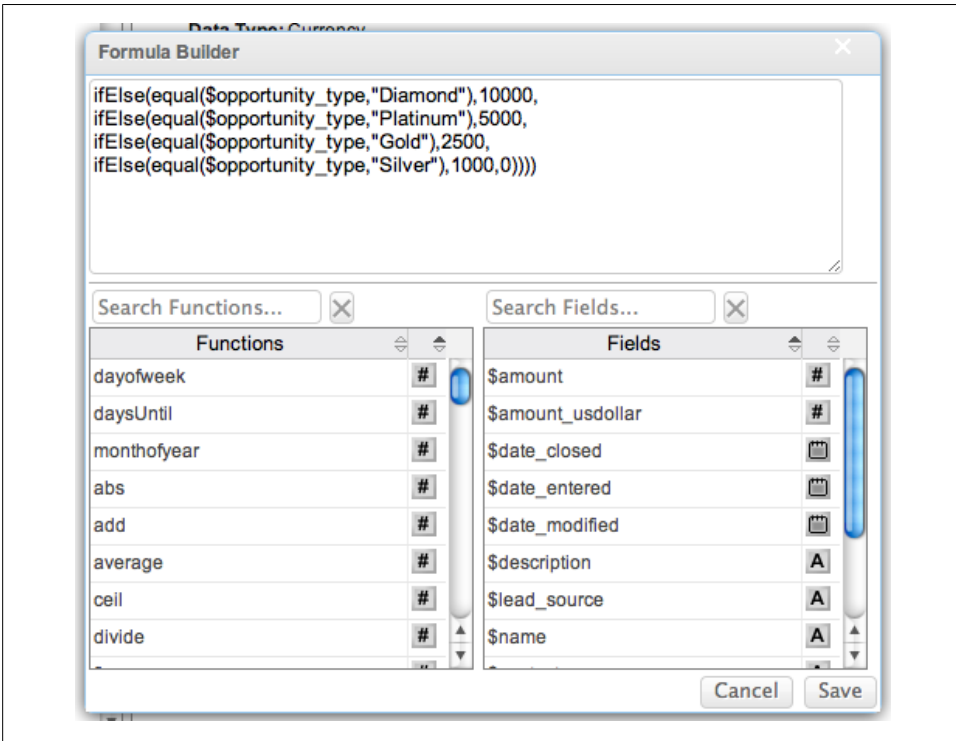 Data Type: Currency
Formula Builder
ifElse(equal($opportunity_type,"Diamond"),10000,
ifElse(equal($opportunity_type,"Platinum"),5000,
ifElse(equal($opportunity_type,"Gold"),2500,
ifElse(equal($opportunity_type,"Silver"),1000,0))))
Search Functions...
Search Fields...
Functions
Fields
dayofweek #
$amount #
daysUntil #
$amount_usdollar #
monthofyear #
$date_closed
abs #
$date_entered
add #
$date_modified
average #
$description A
ceil #
$lead_source A
divide #
$name A
Cancel
Save